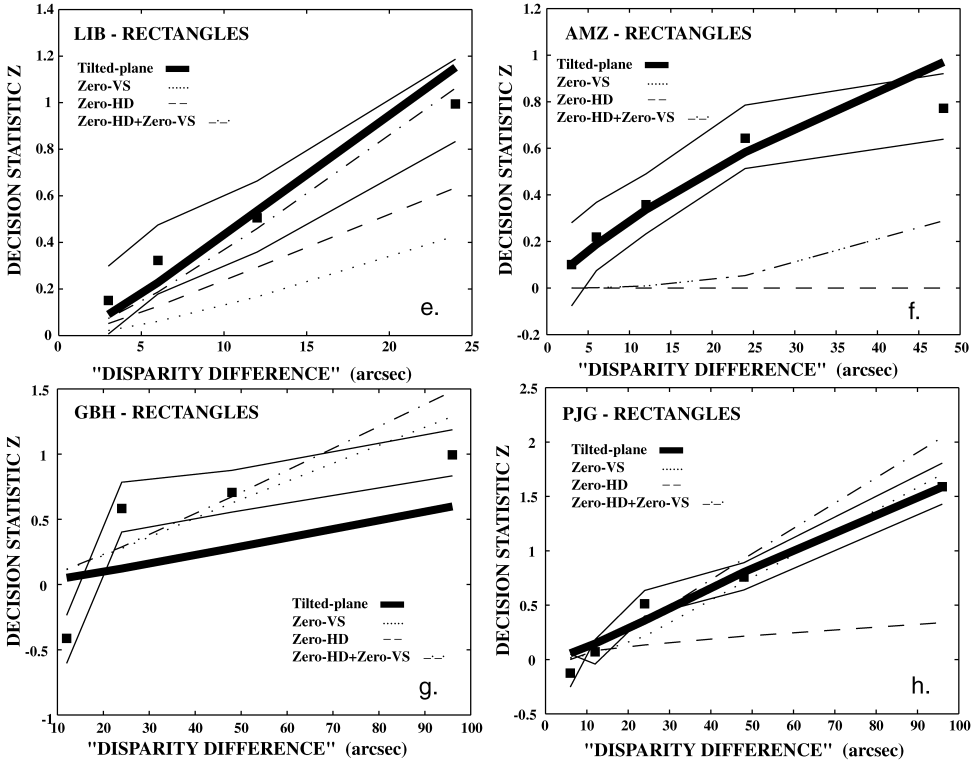 LIB - RECTANGLES
Tilted-plane
Zero-VS
Zero-HD
Zero-HD+Zero-VS
DECISION STATISTIC Z
1.4
1.2
1
0.8
0.6
0.4
0.2
0
0 5 10 15 20 25
e.
"DISPARITY DIFFERENCE" (arcsec)
AMZ - RECTANGLES
Tilted-plane
Zero-VS
Zero-HD
Zero-HD+Zero-VS
DECISION STATISTIC Z
1.2
1
0.8
0.6
0.4
0.2
0
-0.2
0 5 10 15 20 25 30 35 40 45 50
f.
"DISPARITY DIFFERENCE" (arcsec)
GBH - RECTANGLES
DECISION STATISTIC Z
1.5
1
0.5
0
-0.5
-1
Tilted-plane
Zero-VS
Zero-HD
Zero-HD+Zero-VS
g.
10 20 30 40 50 60 70 80 90 100
"DISPARITY DIFFERENCE" (arcsec)
PJG - RECTANGLES
Tilted-plane
Zero-VS
Zero-HD
Zero-HD+Zero-VS
DECISION STATISTIC Z
2.5
2
1.5
1
0.5
0
-0.5
h.
0 10 20 30 40 50 60 70 80 90 100
"DISPARITY DIFFERENCE" (arcsec)